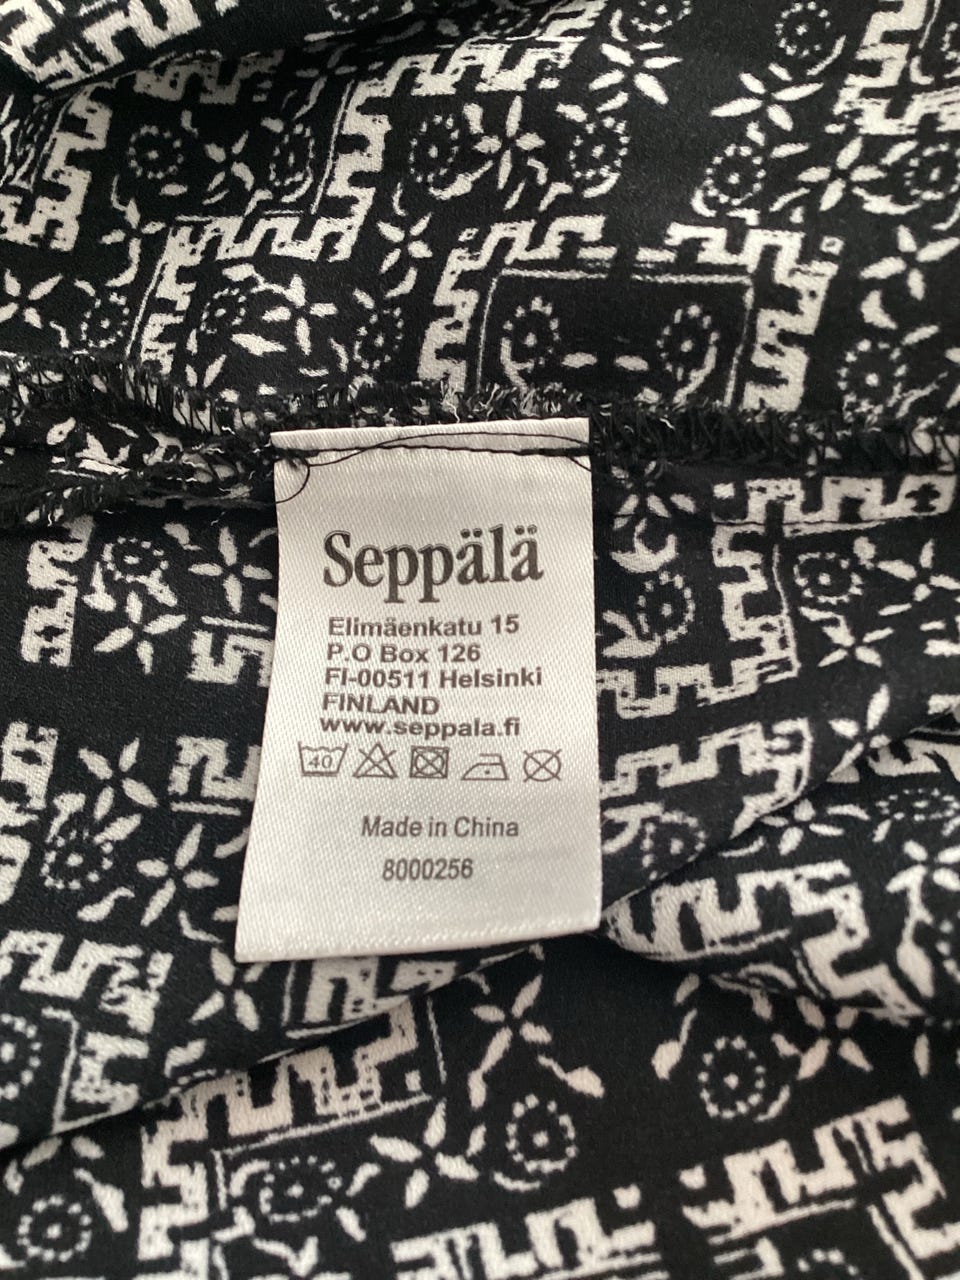 Seppälä
Elimäenkatu 15
P.O Box 126
FI-00511 Helsinki
FINLAND
www.seppala.fi
40
Made in China
8000256